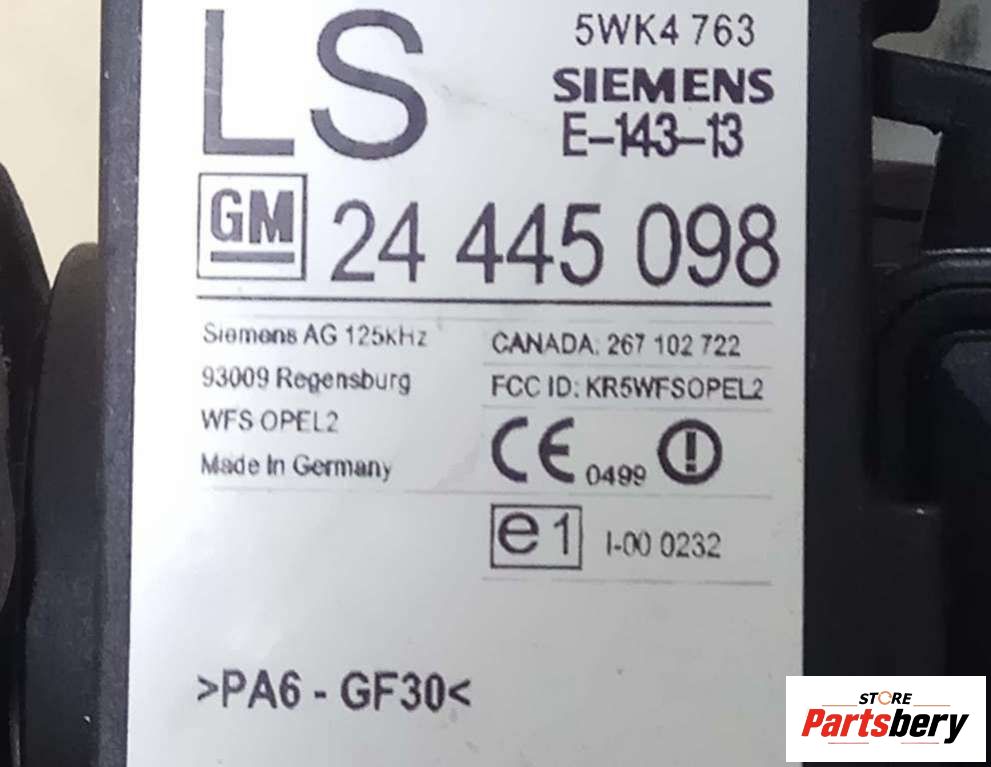 LS
5WK4 763
SIEMENS
E-143-13
GM 24 445 098
Siemens AG 125kHz
93009 Regensburg
WFS OPEL2
Made In Germany
CANADA: 267 102 722
FCC ID: KR5WFSOPEL2
CE 0499
e1 I-00 0232
>PA6 - GF30<
STORE
Partsbery